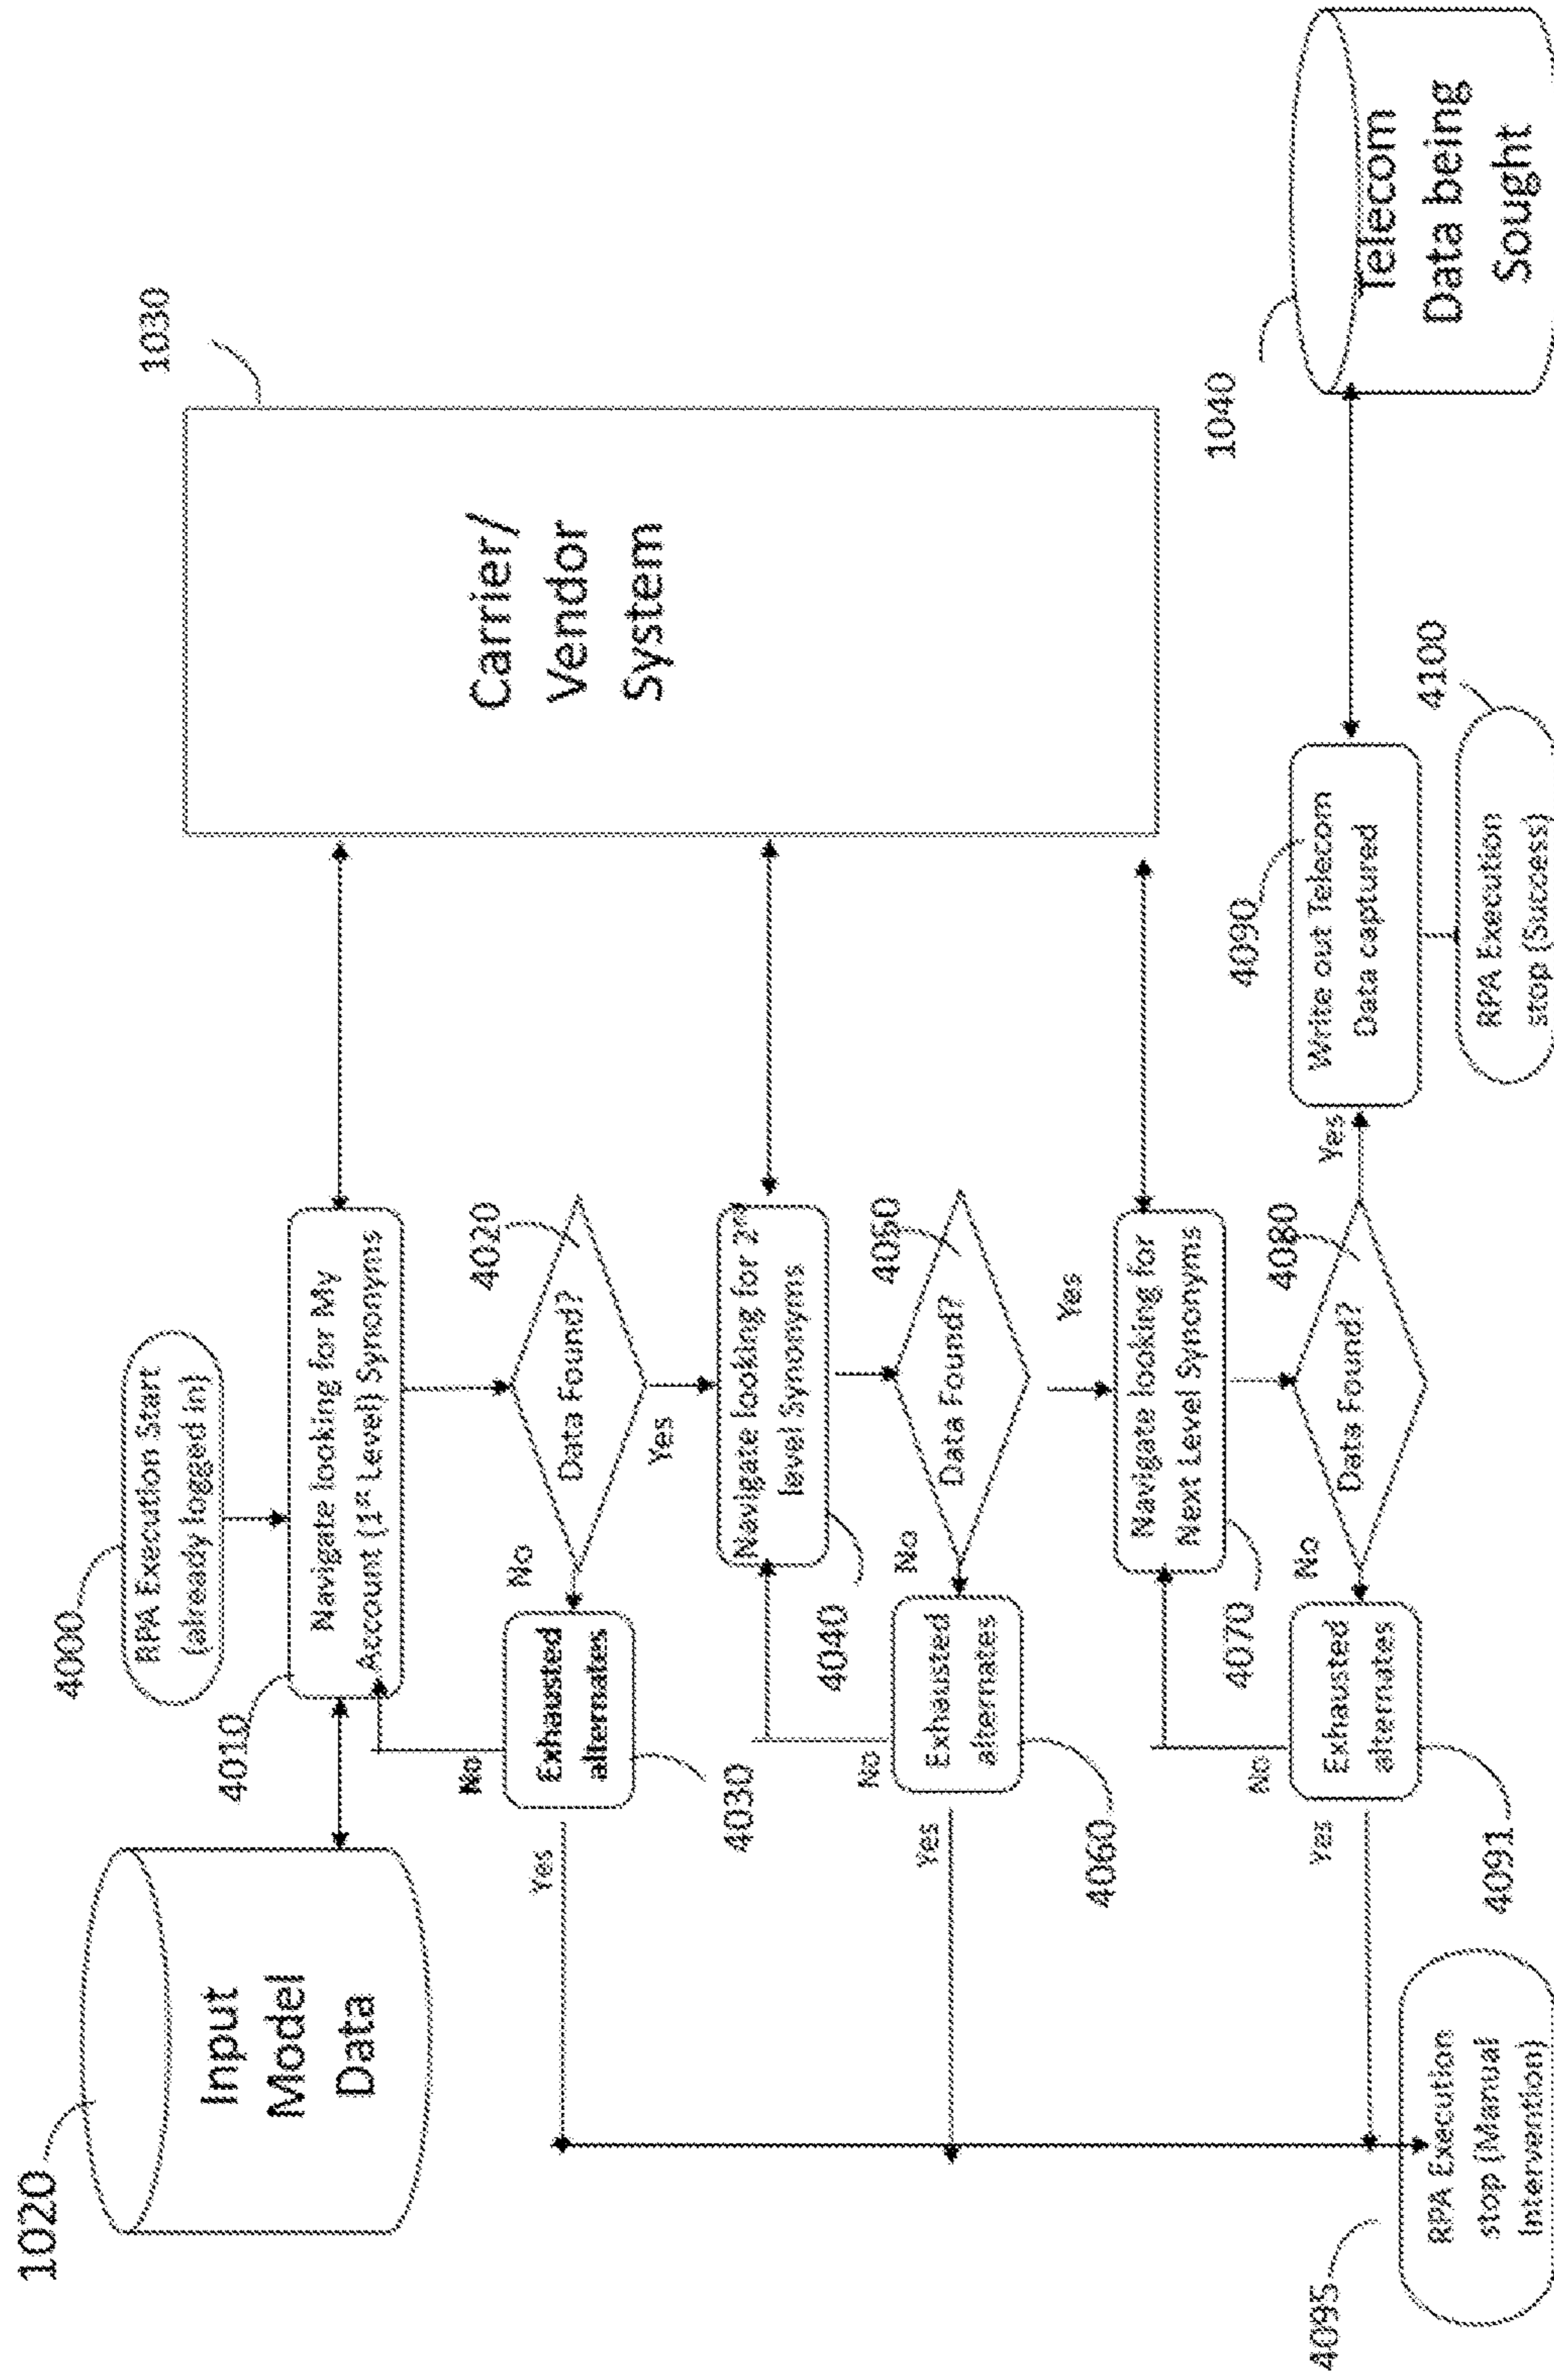 1020
Input
Model
Data
4000
RPA Execution Start
(already logged in)
4010
Navigate looking for My
Account (1st Level) Synonyms
1030
Carrier/
Vendor
System
4020
Data Found?
No
Yes
Exhausted
alternates
No
Yes
4030
Navigate looking for 2nd
level Synonyms
4040
4060
Data Found?
No
Yes
Exhausted
alternates
No
Yes
4060
Navigate looking for
Next Level Synonyms
4070
4080
Data Found?
No
Yes
Exhausted
alternates
No
Yes
4091
4090
Write out Telecom
Data captured
1040
Telecom
Data being
Sought
4095
RPA Execution
stop (Manual
Intervention)
4100
RPA Execution
stop (Success)